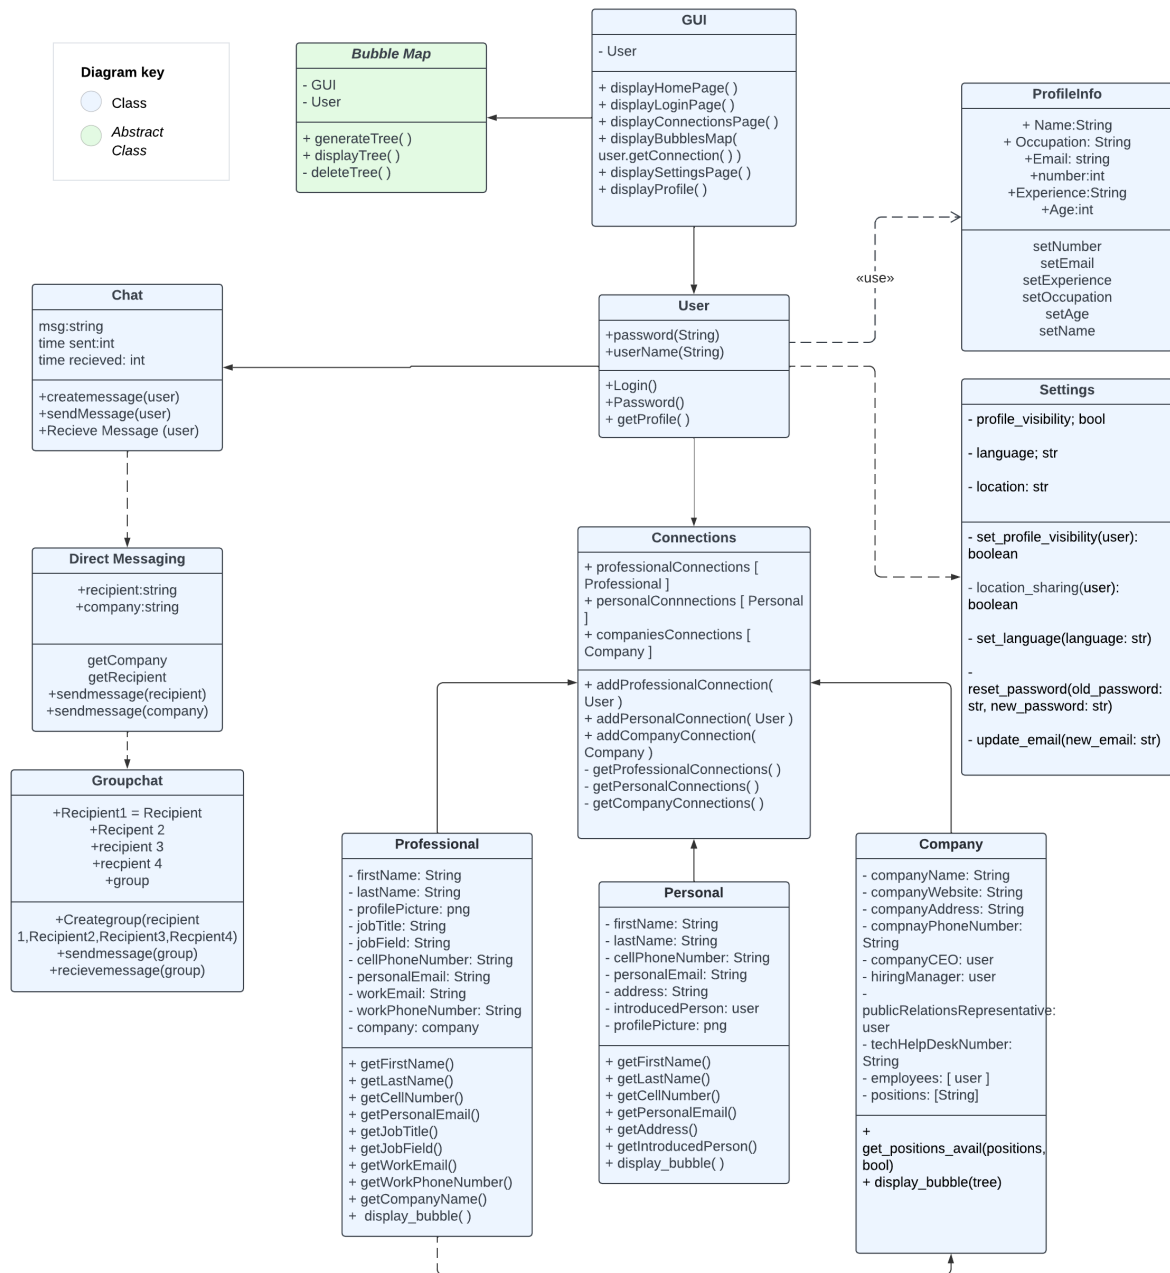 Diagram key
Class
Abstract
Class
Bubble Map
- GUI
- User
+ generateTree( )
+ displayTree( )
- deleteTree( )
GUI
- User
+ displayHomePage( )
+ displayLoginPage( )
+ displayConnectionsPage( )
+ displayBubblesMap(
user.getConnection( ) )
+ displaySettingsPage( )
+ displayProfile( )
ProfileInfo
+ Name:String
+ Occupation: String
+Email: string
+number:int
+Experience:String
+Age:int
setNumber
setEmail
setExperience
setOccupation
setAge
setName
«use»
Chat
msg:string
time sent:int
time recieved: int
+createmessage(user)
+sendMessage(user)
+Recieve Message (user)
User
+password(String)
+userName(String)
+Login()
+Password()
+ getProfile( )
Settings
- profile_visibility; bool
- language; str
- location: str
- set_profile_visibility(user):
boolean
- location_sharing(user):
boolean
- set_language(language: str)
-
reset_password(old_password:
str, new_password: str)
- update_email(new_email: str)
Direct Messaging
+recipient:string
+company:string
getCompany
getRecipient
+sendmessage(recipient)
+sendmessage(company)
Connections
+ professionalConnections [
Professional ]
+ personalConnnections [ Personal
]
+ companiesConnections [
Company ]
+ addProfessionalConnection(
User )
+ addPersonalConnection( User )
+ addCompanyConnection(
Company )
- getProfessionalConnections( )
- getPersonalConnections( )
- getCompanyConnections( )
Groupchat
+Recipient1 = Recipient
+Recipent 2
+recipient 3
+recpient 4
+group
+Creategroup(recipient
1,Recipient2,Recipient3,Recpient4)
+sendmessage(group)
+recievemessage(group)
Professional
- firstName: String
- lastName: String
- profilePicture: png
- jobTitle: String
- jobField: String
- cellPhoneNumber: String
- personalEmail: String
- workEmail: String
- workPhoneNumber: String
- company: company
+ getFirstName()
+ getLastName()
+ getCellNumber()
+ getPersonalEmail()
+ getJobTitle()
+ getJobField()
+ getWorkEmail()
+ getWorkPhoneNumber()
+ getCompanyName()
+ display_bubble( )
Personal
- firstName: String
- lastName: String
- cellPhoneNumber: String
- personalEmail: String
- address: String
- introducedPerson: user
- profilePicture: png
+ getFirstName()
+ getLastName()
+ getCellNumber()
+ getPersonalEmail()
+ getAddress()
+ getIntroducedPerson()
+ display_bubble( )
Company
- companyName: String
- companyWebsite: String
- companyAddress: String
- compnayPhoneNumber:
String
- companyCEO: user
- hiringManager: user
-
publicRelationsRepresentative:
user
- techHelpDeskNumber:
String
- employees: [ user ]
- positions: [String]
+
get_positions_avail(positions,
bool)
+ display_bubble(tree)